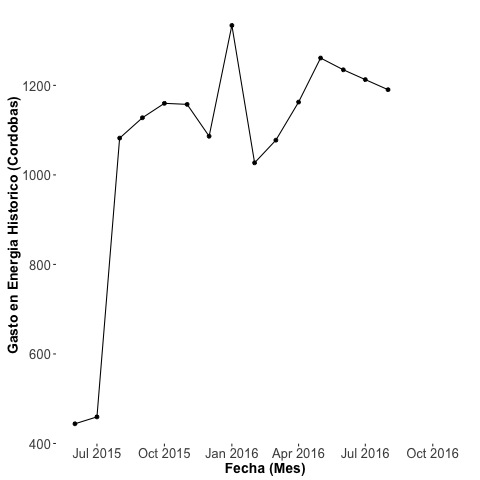 Gasto en Energia Historico (Cordobas)
1200
1000
800
600
400
Jul 2015 Oct 2015 Jan 2016 Apr 2016 Jul 2016 Oct 2016
Fecha (Mes)